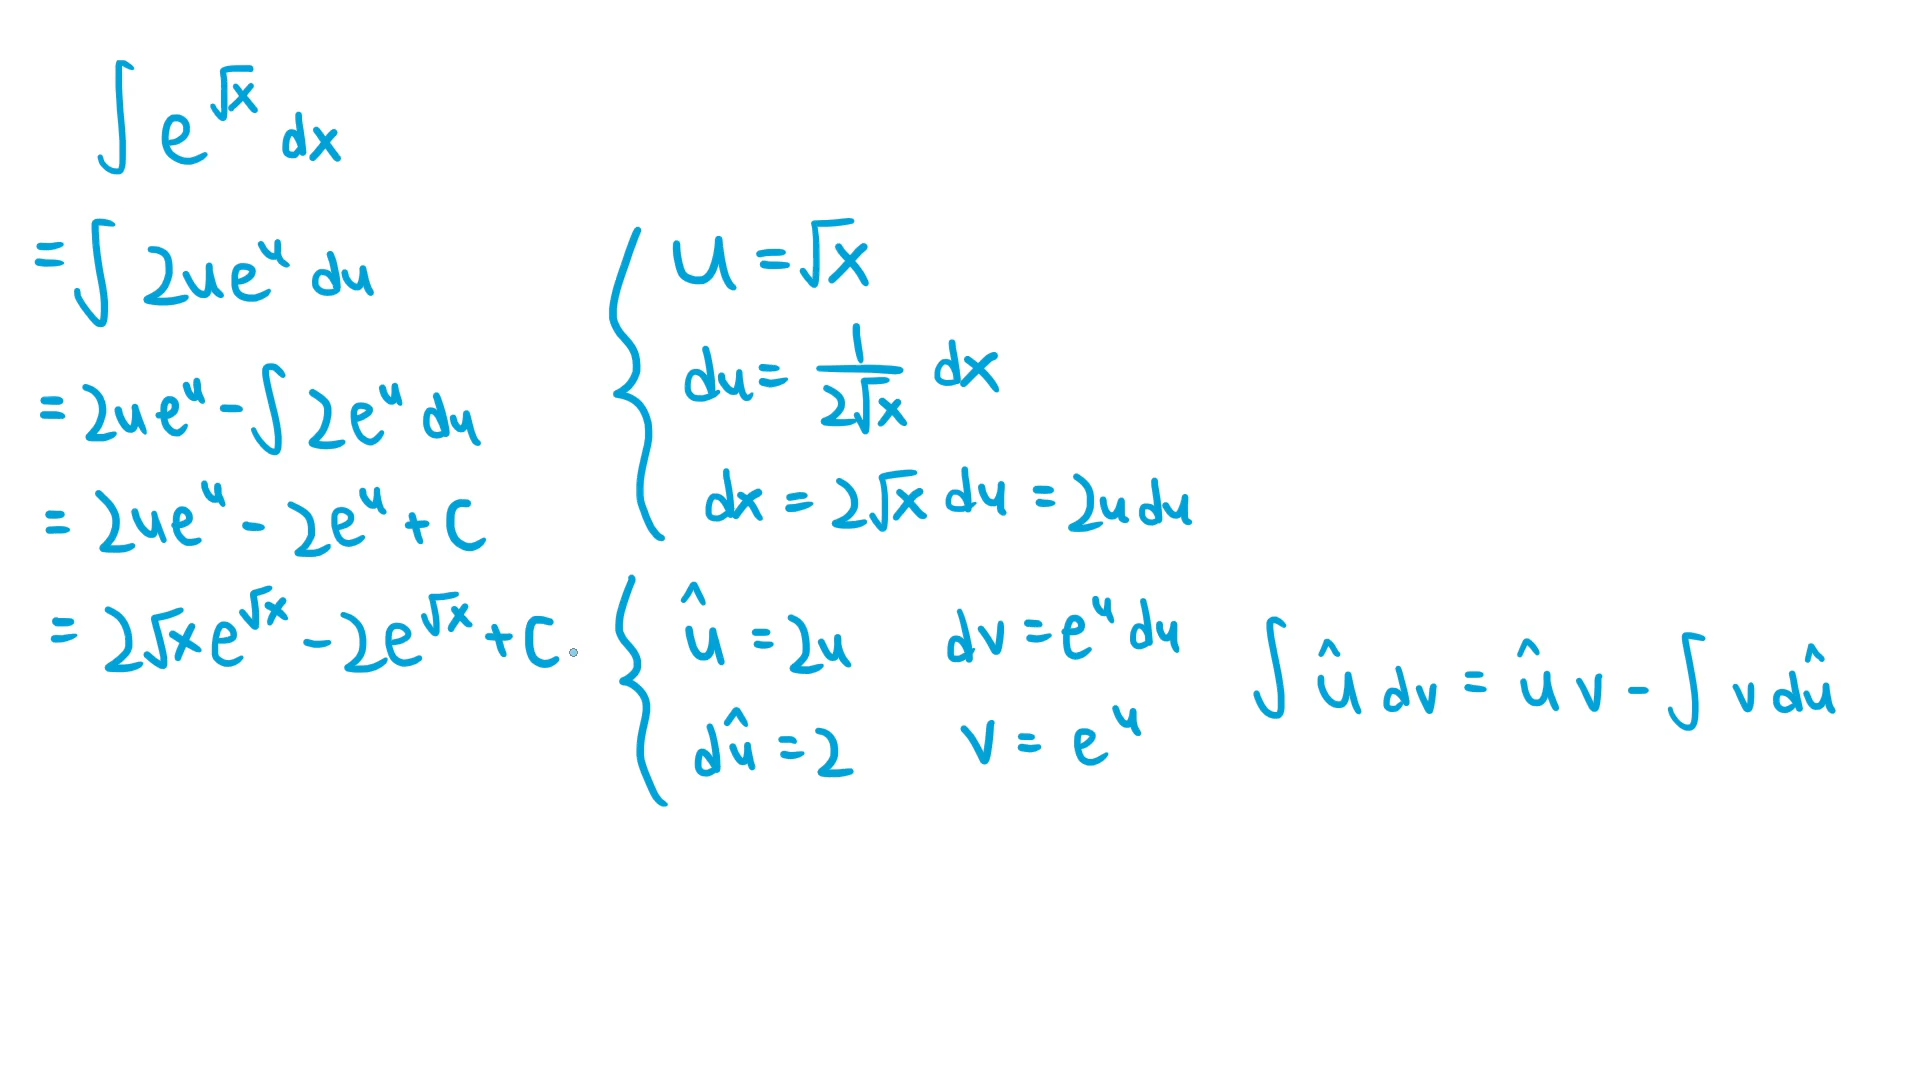 ∫ e^√x dx
= ∫ 2ue^u du
= 2ue^u - ∫ 2e^u du
= 2ue^u - 2e^u + C
= 2√x e^√x - 2e^√x + C.
{ u = √x
du = 1/(2√x) dx
dx = 2√x du = 2u du
{ û = 2u dv = e^u du
dû = 2 v = e^u
∫ û dv = û v - ∫ v dû